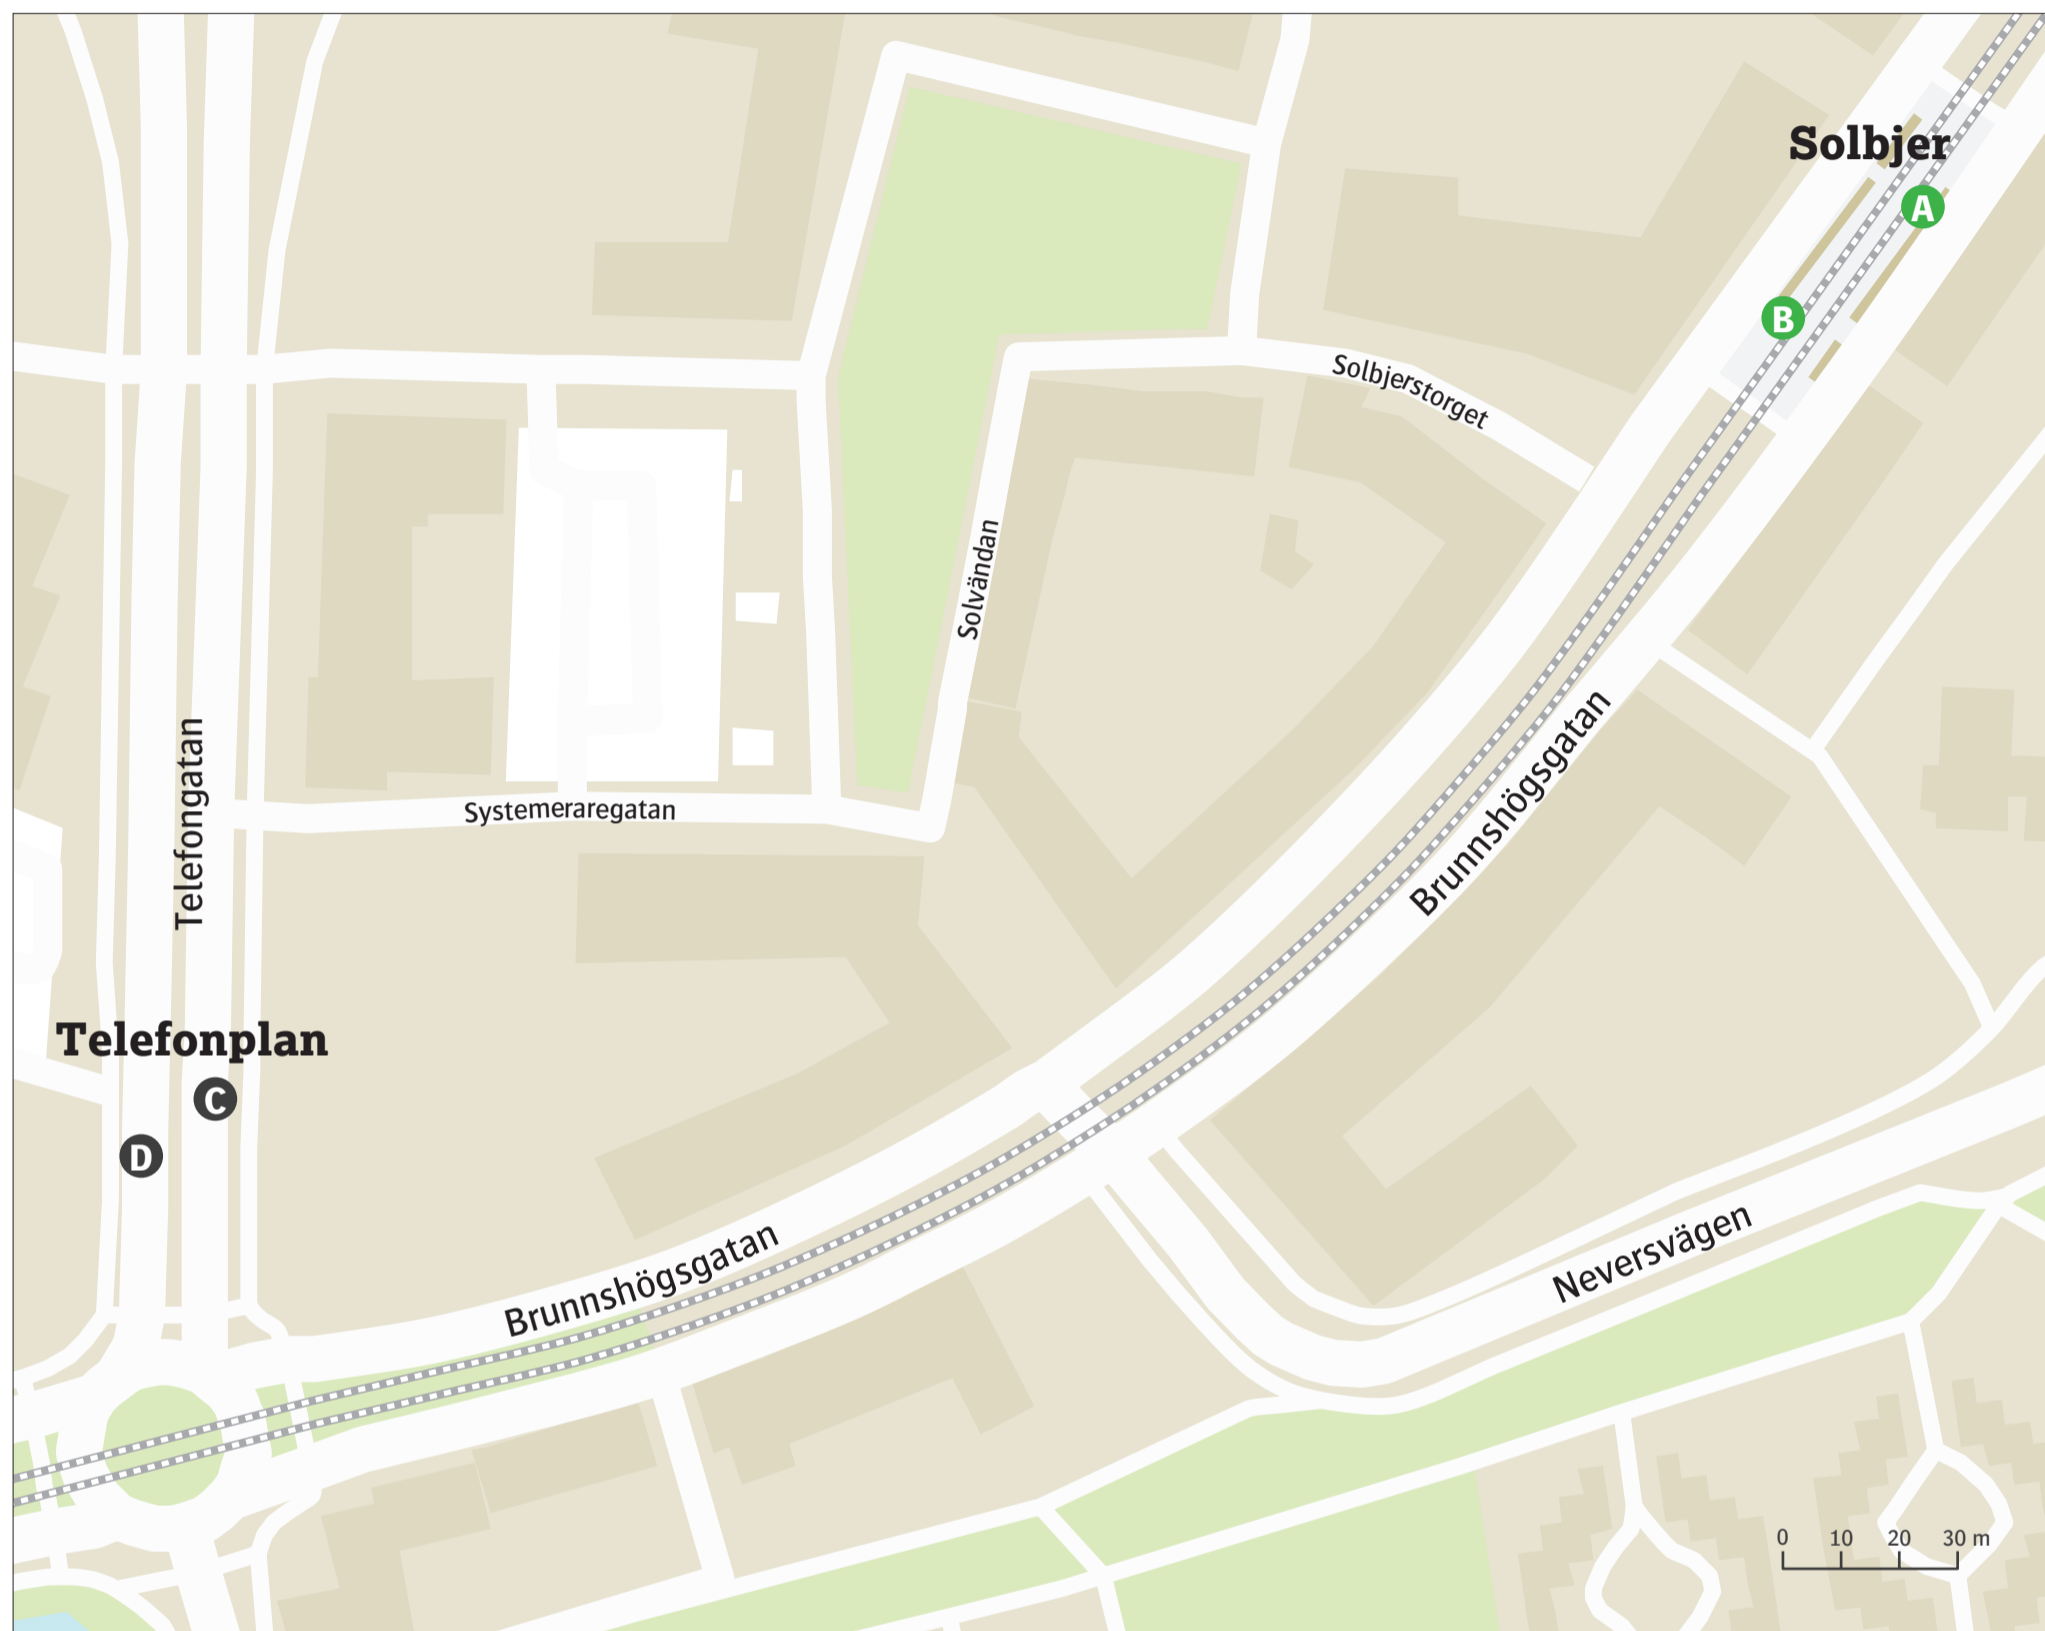 Solbjer
A
B
Solbjerstorget
Solvändan
Brunnshögsgatan
Telefongatan
Systemeraregatan
Telefonplan
C
D
Brunnshögsgatan
Neversvägen
0 10 20 30 m